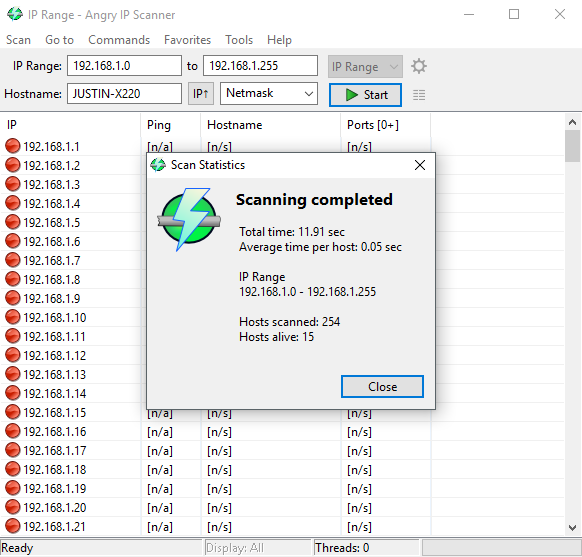 IP Range - Angry IP Scanner
Scan Go to Commands Favorites Tools Help
IP Range: 192.168.1.0 to 192.168.1.255 IP Range
Hostname: JUSTIN-X220 IP↑ Netmask Start
IP Ping Hostname Ports [0+]
192.168.1.1 [n/a] [n/s] [n/s]
192.168.1.2
192.168.1.3
192.168.1.4
192.168.1.5
192.168.1.6
192.168.1.7
192.168.1.8
192.168.1.9
192.168.1.10
192.168.1.11
192.168.1.12
192.168.1.13
192.168.1.14
192.168.1.15 [n/a] [n/s] [n/s]
192.168.1.16 [n/a] [n/s] [n/s]
192.168.1.17 [n/a] [n/s] [n/s]
192.168.1.18 [n/a] [n/s] [n/s]
192.168.1.19 [n/a] [n/s] [n/s]
192.168.1.20 [n/a] [n/s] [n/s]
192.168.1.21 [n/a] [n/s] [n/s]
Scan Statistics
Scanning completed
Total time: 11.91 sec
Average time per host: 0.05 sec
IP Range
192.168.1.0 - 192.168.1.255
Hosts scanned: 254
Hosts alive: 15
Close
Ready Display: All Threads: 0